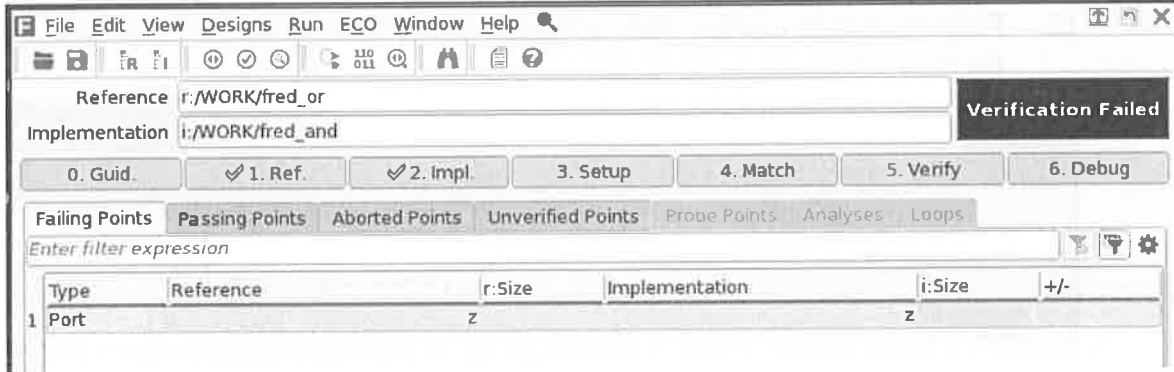 F File Edit View Designs Run ECO Window Help
R I 110 011 ?
Reference r:/WORK/fred_or Verification Failed
Implementation i:/WORK/fred_and
0. Guid. 1. Ref. 2. Impl. 3. Setup 4. Match 5. Verify 6. Debug
Failing Points Passing Points Aborted Points Unverified Points Probe Points Analyses Loops
Enter filter expression
Type Reference r:Size Implementation i:Size +/-
1 Port z z